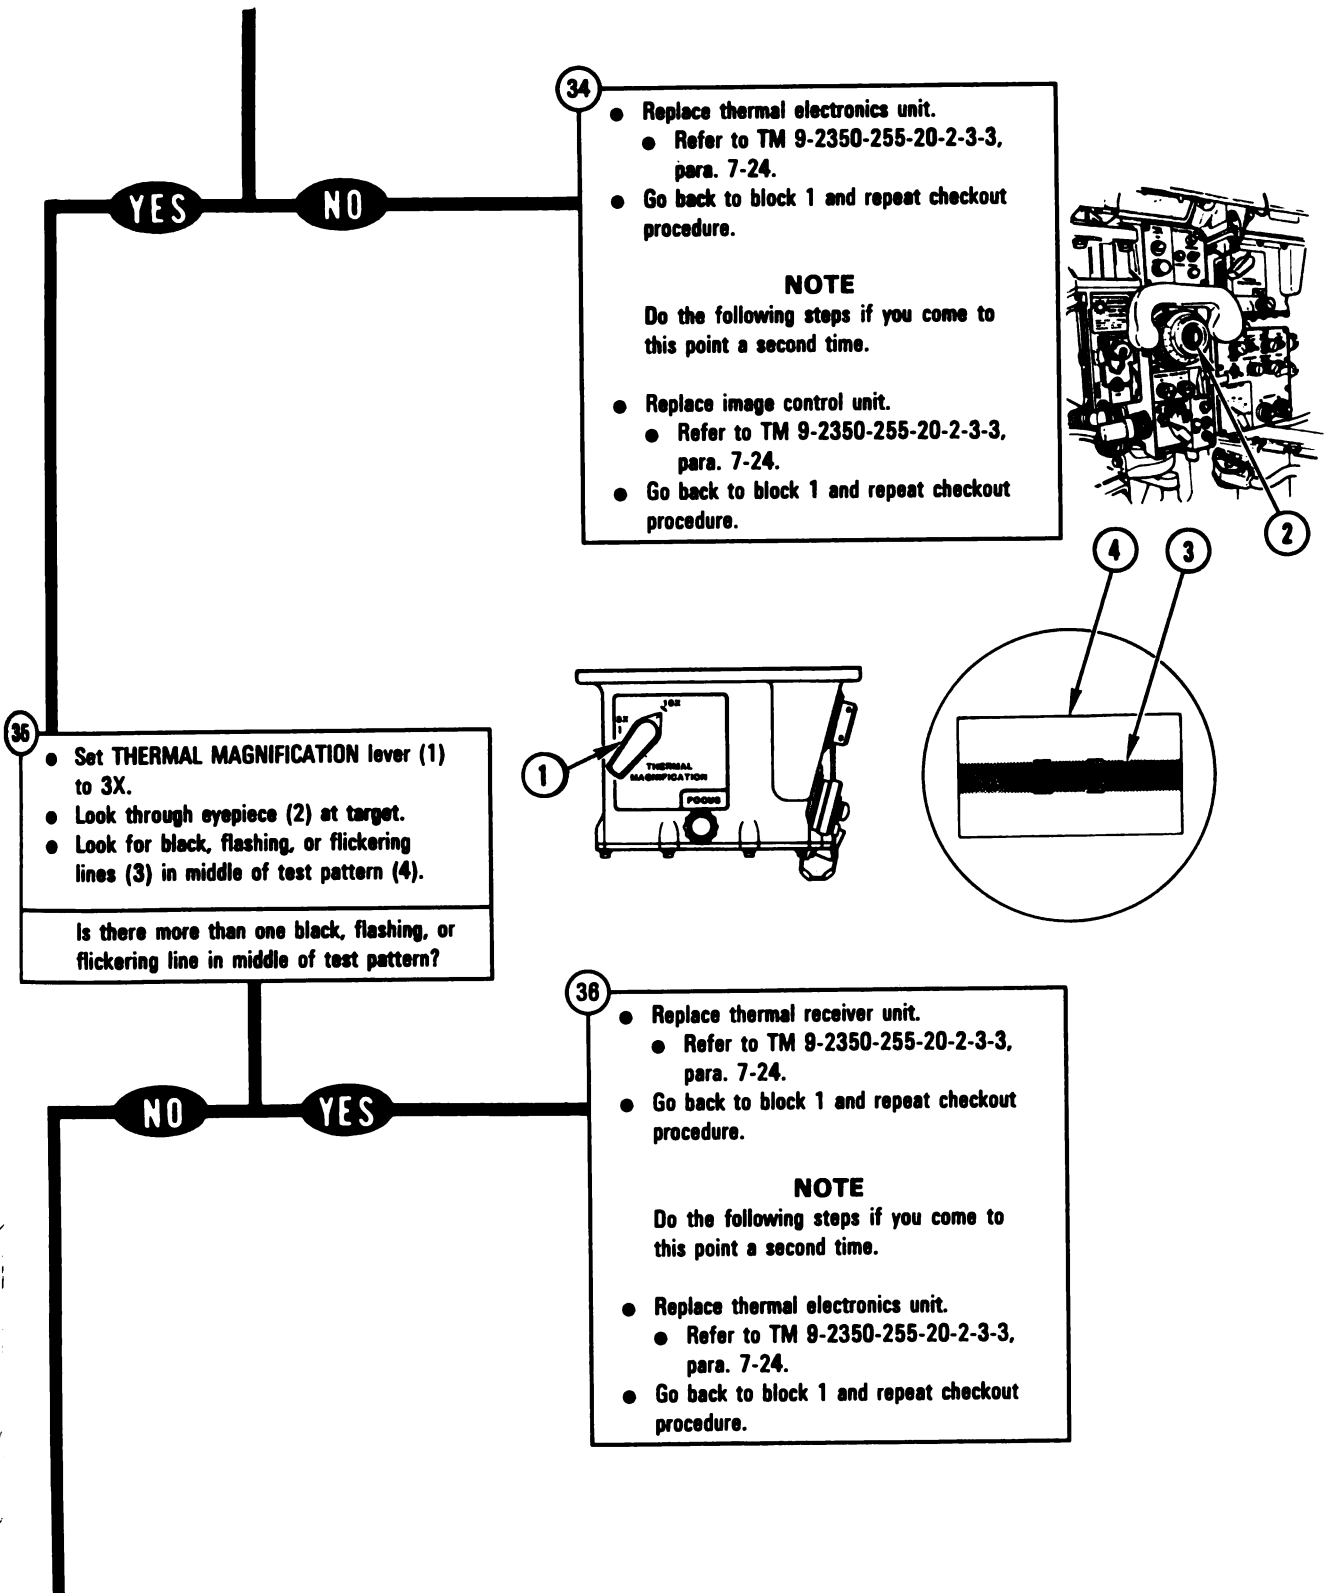 34
● Replace thermal electronics unit.
● Refer to TM 9-2350-255-20-2-3-3,
para. 7-24.
● Go back to block 1 and repeat checkout
procedure.
YES
NO
NOTE
Do the following steps if you come to
this point a second time.
● Replace image control unit.
● Refer to TM 9-2350-255-20-2-3-3,
para. 7-24.
● Go back to block 1 and repeat checkout
procedure.
2
4
3
3X
10X
THERMAL
MAGNIFICATION
FOCUS
1
35
● Set THERMAL MAGNIFICATION lever (1)
to 3X.
● Look through eyepiece (2) at target.
● Look for black, flashing, or flickering
lines (3) in middle of test pattern (4).
Is there more than one black, flashing, or
flickering line in middle of test pattern?
NO
YES
36
● Replace thermal receiver unit.
● Refer to TM 9-2350-255-20-2-3-3,
para. 7-24.
● Go back to block 1 and repeat checkout
procedure.
NOTE
Do the following steps if you come to
this point a second time.
● Replace thermal electronics unit.
● Refer to TM 9-2350-255-20-2-3-3,
para. 7-24.
● Go back to block 1 and repeat checkout
procedure.